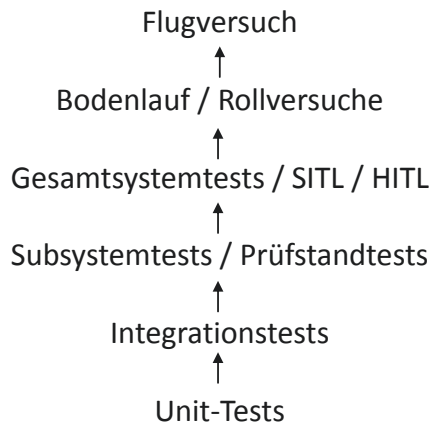 Flugversuch
Bodenlauf / Rollversuche
Gesamtsystemtests / SITL / HITL
Subsystemtests / Prüfstandtests
Integrationstests
Unit-Tests